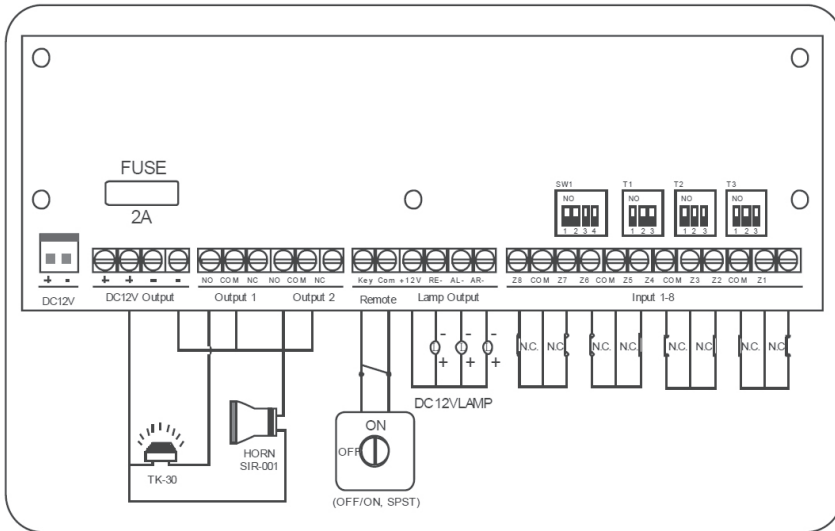 FUSE
2A
SW1 T1 T2 T3
NO NO NO NO
1 2 3 4 1 2 3 1 2 3 1 2 3
+ - + + - - NO COM NC NO COM NC Key Com +12V RE- AL- AR- Z8 COM Z7 Z6 COM Z5 Z4 COM Z3 Z2 COM Z1
DC12V DC12V Output Output 1 Output 2 Remote Lamp Output Input 1-8
- - - N.C. N.C. N.C. N.C. N.C. N.C. N.C. N.C.
+ + +
DC12VLAMP
ON
OFF
HORN
SIR-001
TK-30
(OFF/ON, SPST)